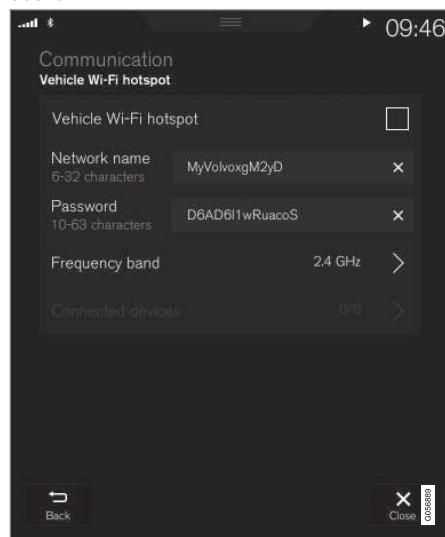 09:46
Communication
Vehicle Wi-Fi hotspot
Vehicle Wi-Fi hotspot
Network name
6-32 characters
MyVolvoxgM2yD
Password
10-63 characters
D6AD6I1wRuacoS
Frequency band
2.4 GHz
Connected devices
0/8
Back
Close
G056889